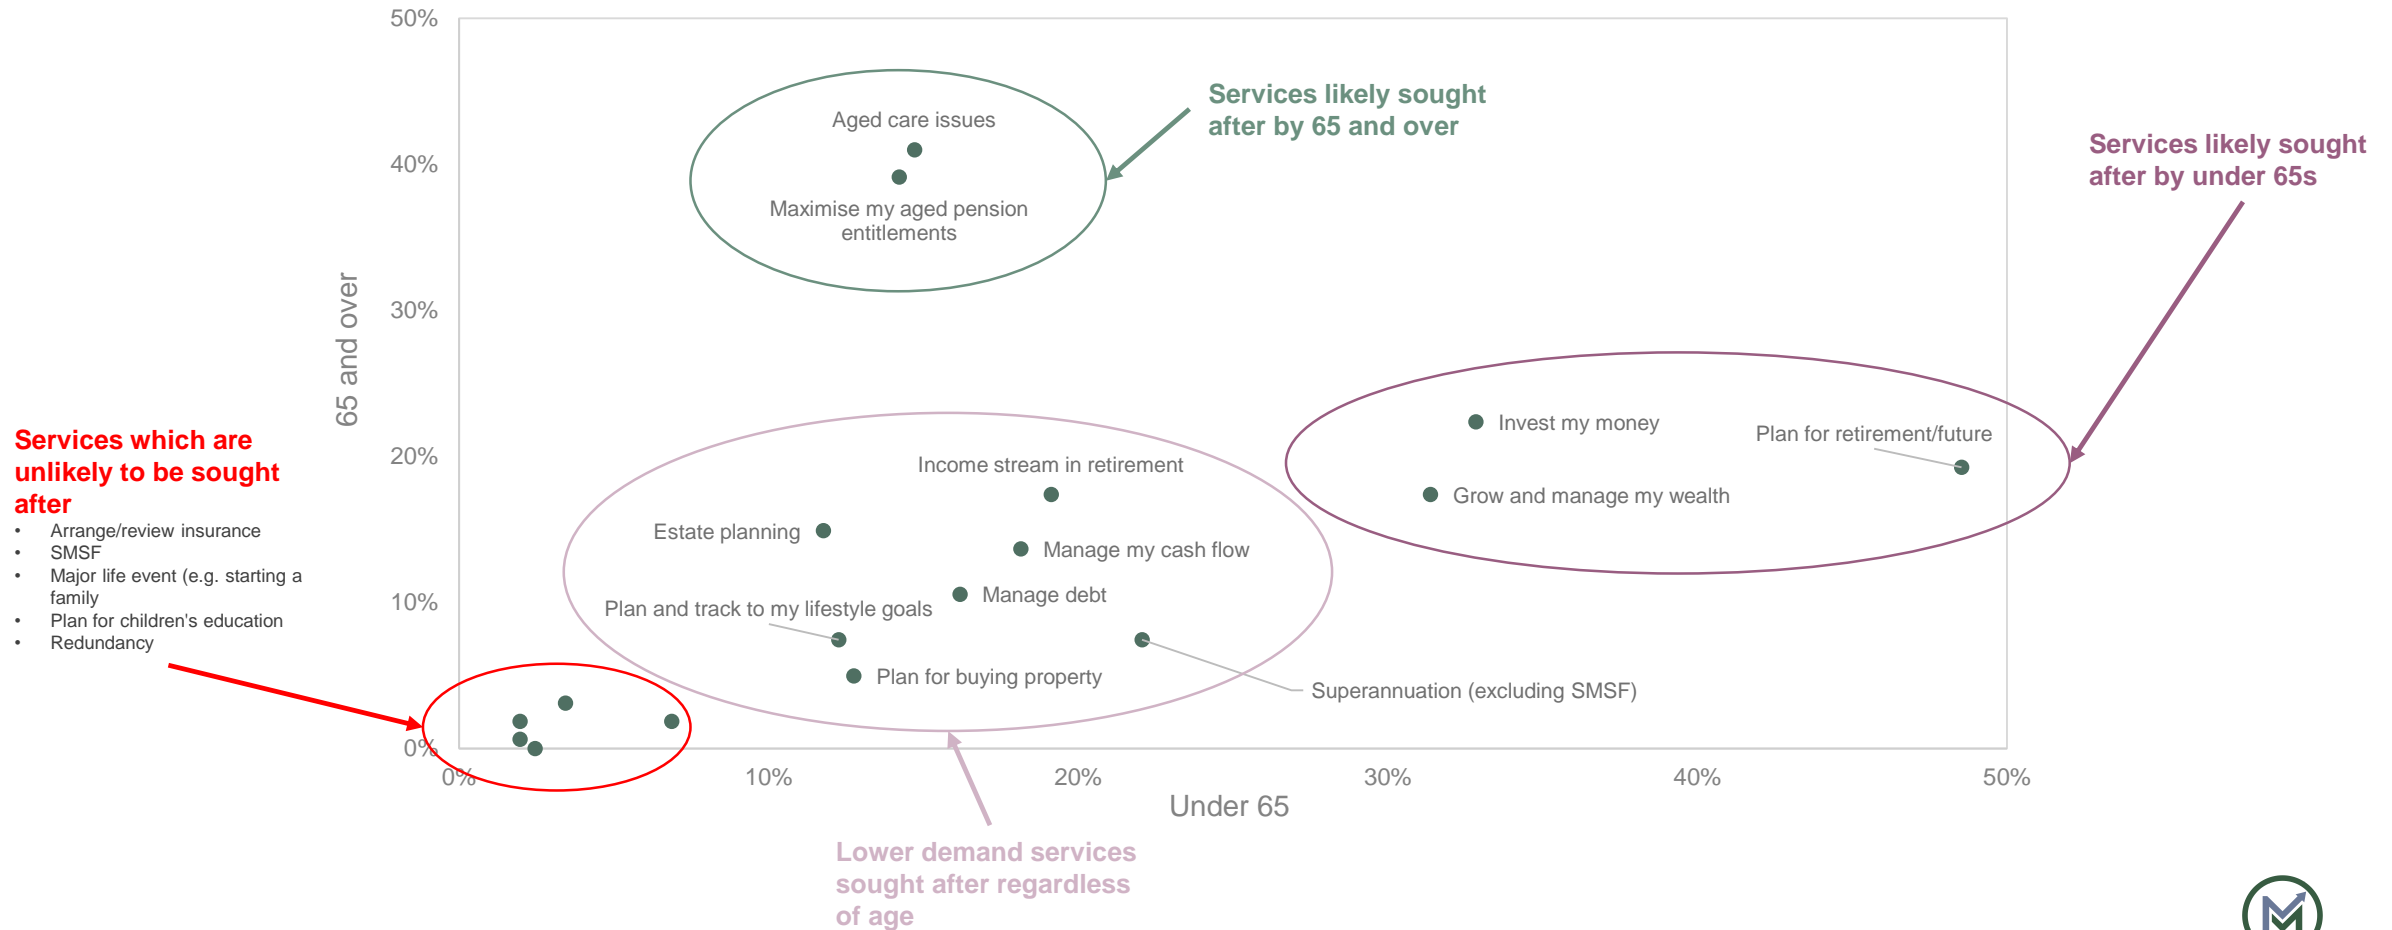 50%
40%
30%
20%
10%
0%
65 and over
Aged care issues
Maximise my aged pension
entitlements
Services likely sought
after by 65 and over
Services likely sought
after by under 65s
Invest my money
Plan for retirement/future
Grow and manage my wealth
Income stream in retirement
Estate planning
Manage my cash flow
Manage debt
Plan and track to my lifestyle goals
Plan for buying property
Superannuation (excluding SMSF)
Services which are
unlikely to be sought
after
• Arrange/review insurance
• SMSF
• Major life event (e.g. starting a
family
• Plan for children's education
• Redundancy
0%
10%
20%
30%
40%
50%
Under 65
Lower demand services
sought after regardless
of age